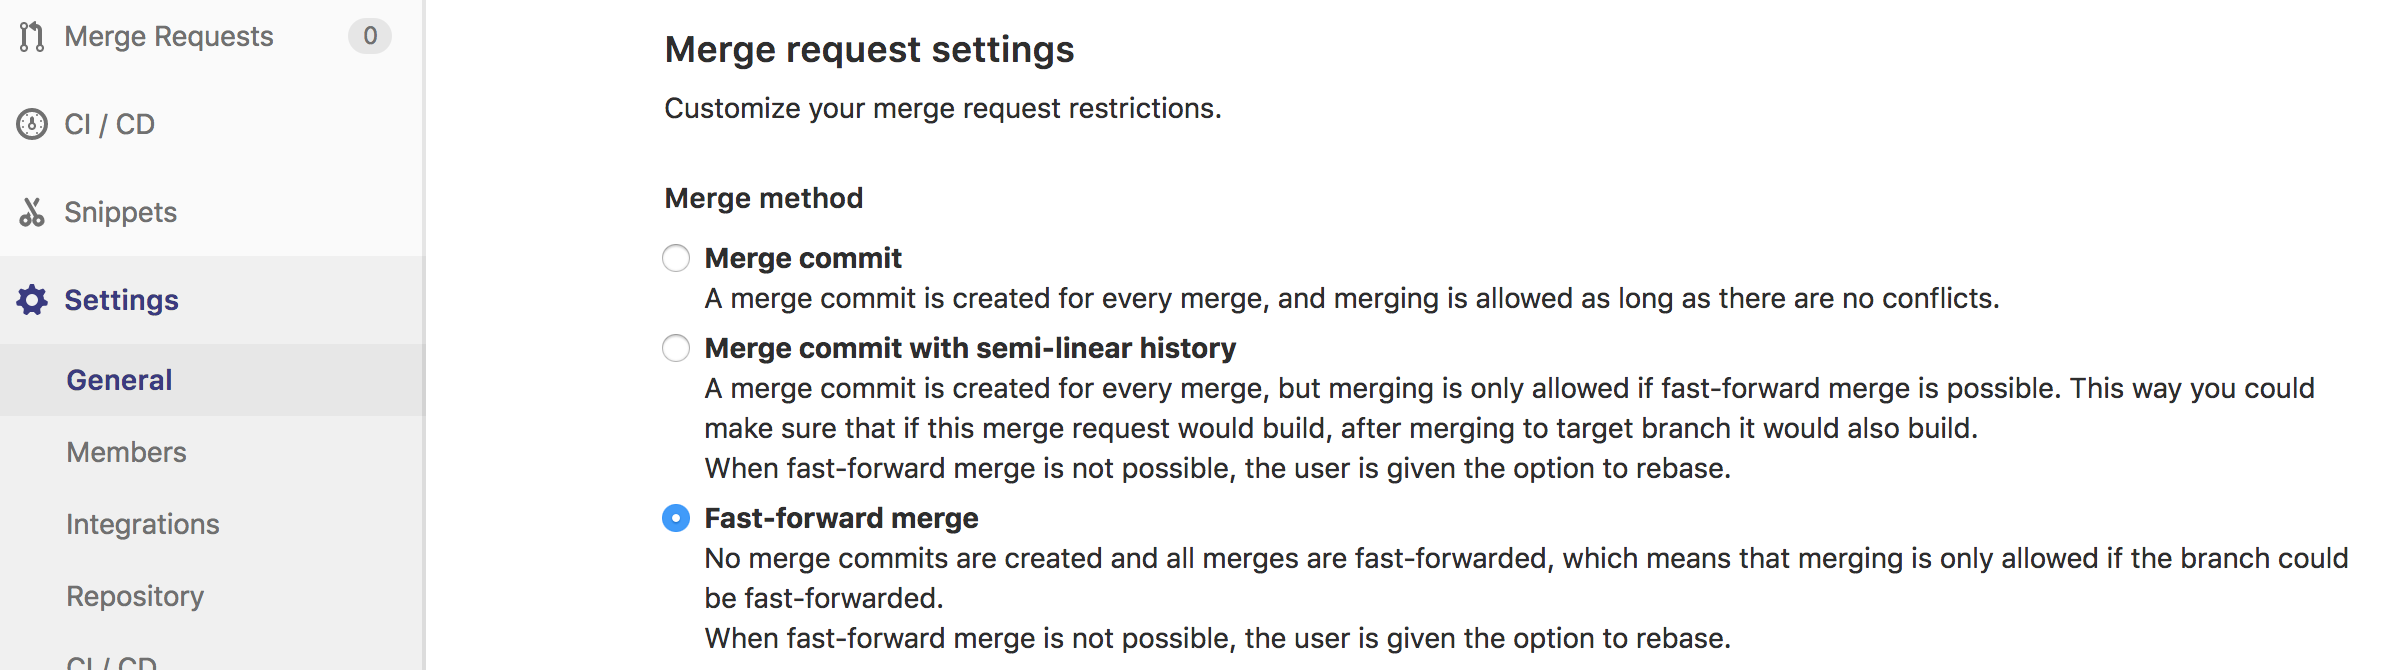 Merge Requests 0
CI / CD
Snippets
Settings
General
Members
Integrations
Repository
CI / CD
Merge request settings
Customize your merge request restrictions.
Merge method
Merge commit
A merge commit is created for every merge, and merging is allowed as long as there are no conflicts.
Merge commit with semi-linear history
A merge commit is created for every merge, but merging is only allowed if fast-forward merge is possible. This way you could
make sure that if this merge request would build, after merging to target branch it would also build.
When fast-forward merge is not possible, the user is given the option to rebase.
Fast-forward merge
No merge commits are created and all merges are fast-forwarded, which means that merging is only allowed if the branch could
be fast-forwarded.
When fast-forward merge is not possible, the user is given the option to rebase.